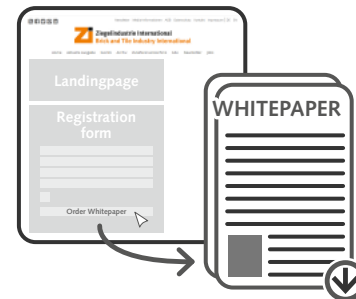 Zi
Ziegelindustrie International
Brick and Tile Industry International
Landingpage
Registration
form
Order Whitepaper
WHITEPAPER